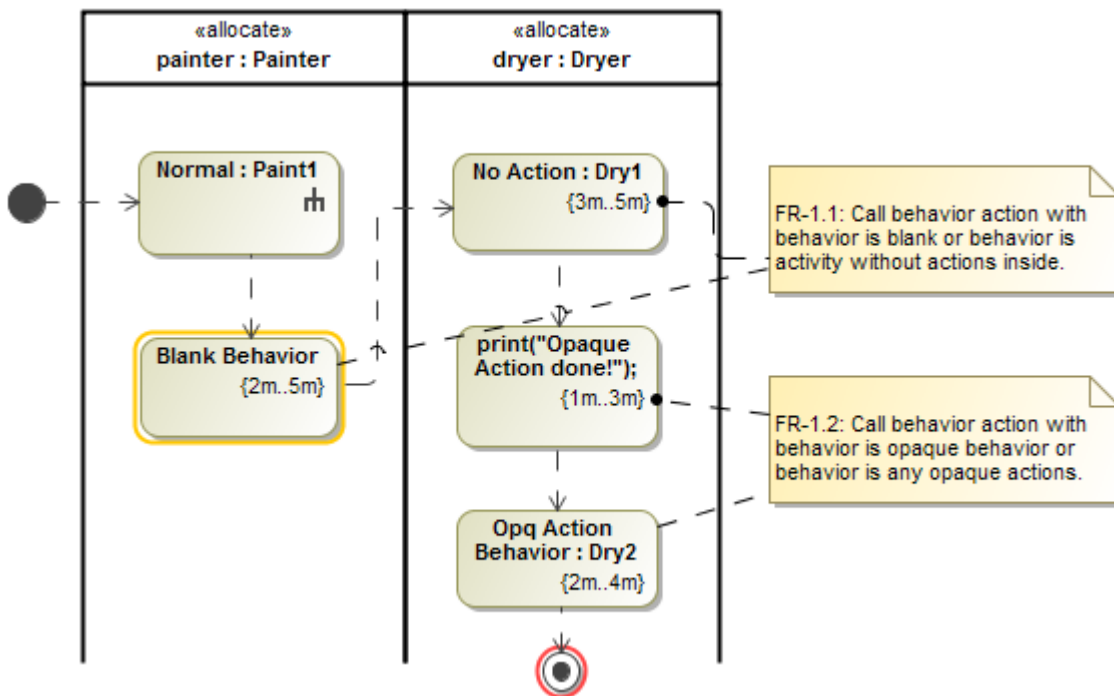 «allocate»
painter : Painter
«allocate»
dryer : Dryer
Normal : Paint1
Blank Behavior
{2m..5m}
No Action : Dry1
{3m..5m}
print("Opaque
Action done!");
{1m..3m}
Opq Action
Behavior : Dry2
{2m..4m}
FR-1.1: Call behavior action with
behavior is blank or behavior is
activity without actions inside.
FR-1.2: Call behavior action with
behavior is opaque behavior or
behavior is any opaque actions.